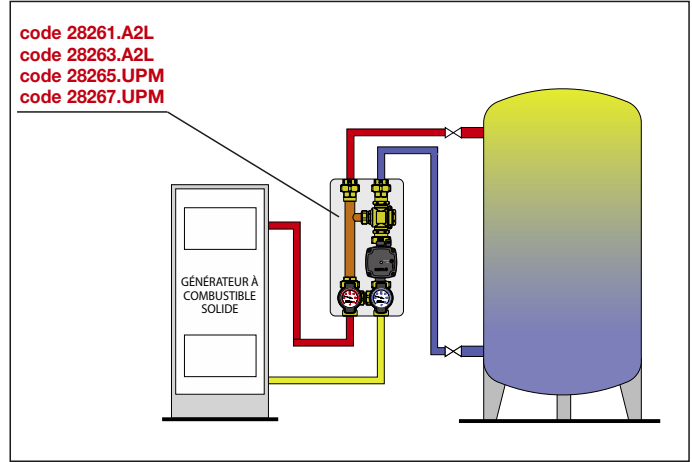 code 28261.A2L
code 28263.A2L
code 28265.UPM
code 28267.UPM
GÉNÉRATEUR À
COMBUSTIBLE
SOLIDE